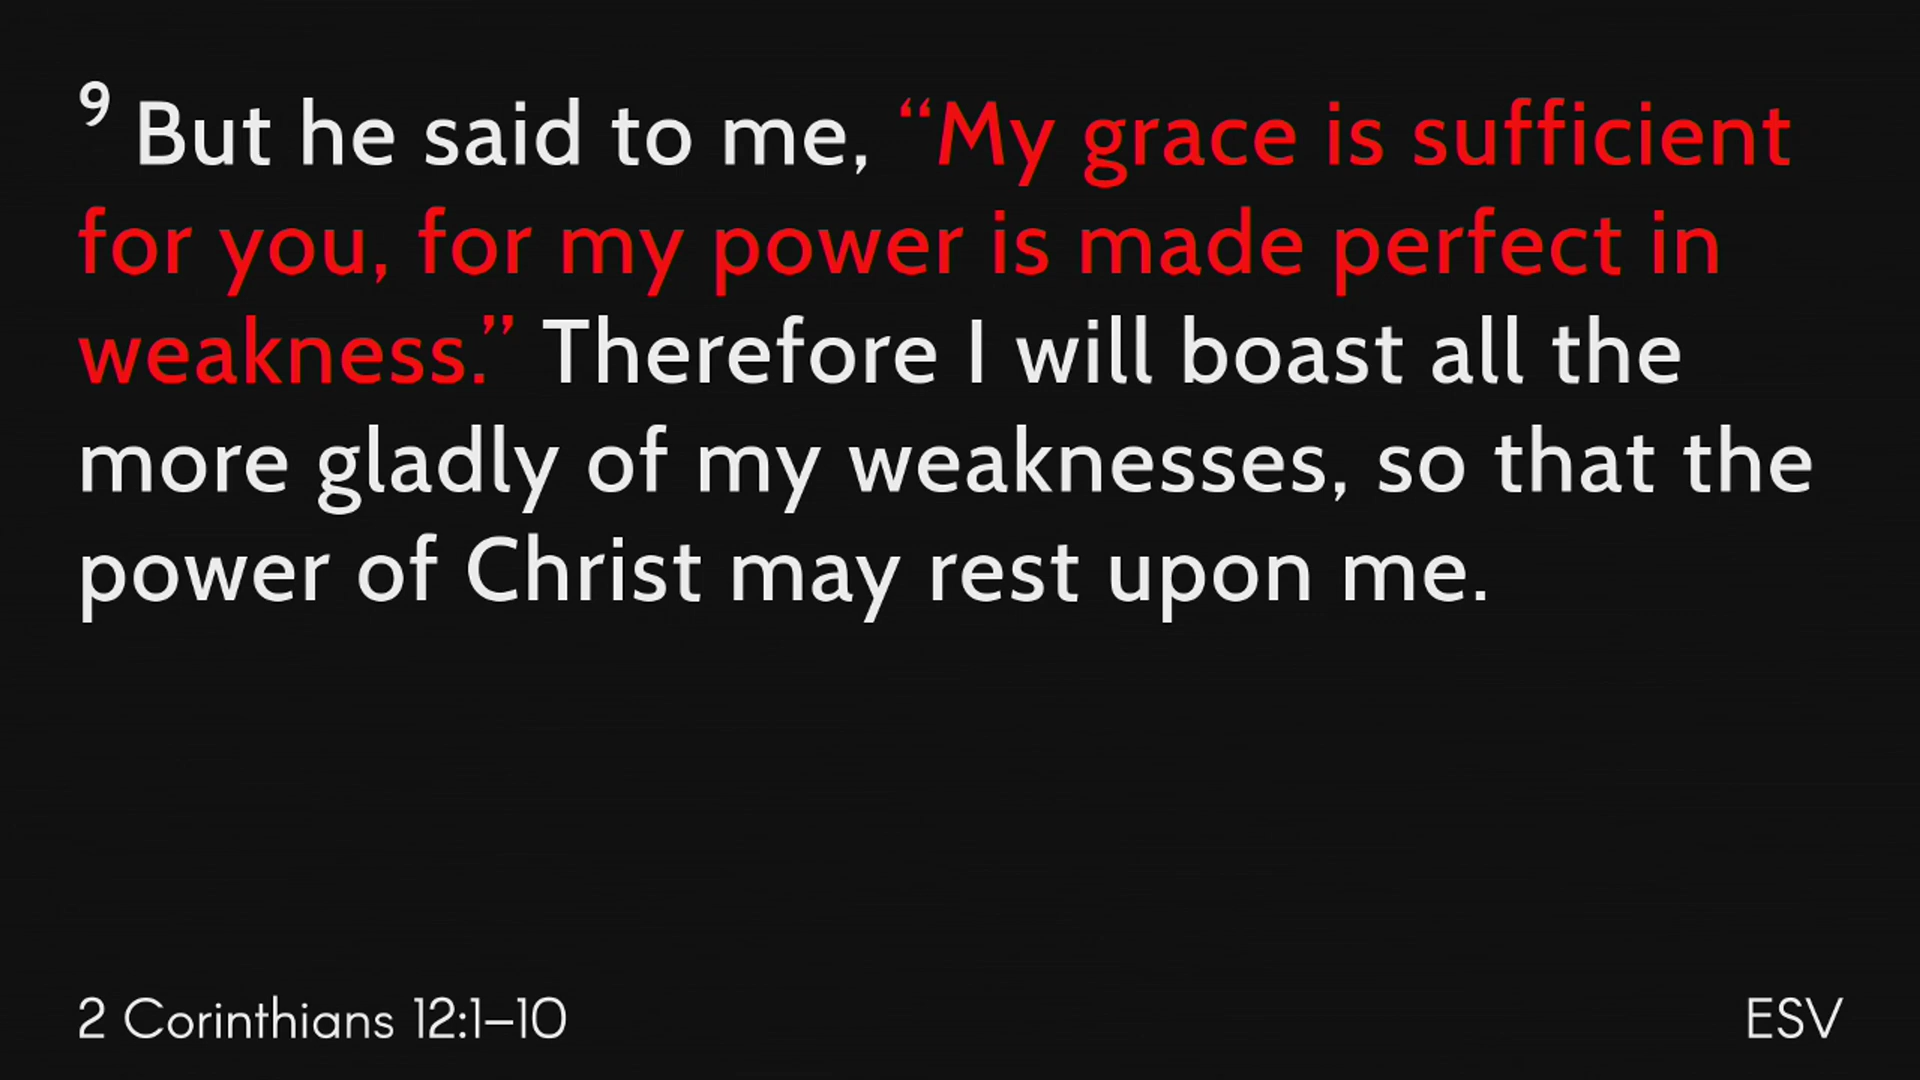 9 But he said to me, “My grace is sufficient
for you, for my power is made perfect in
weakness.” Therefore I will boast all the
more gladly of my weaknesses, so that the
power of Christ may rest upon me.
2 Corinthians 12:1–10
ESV